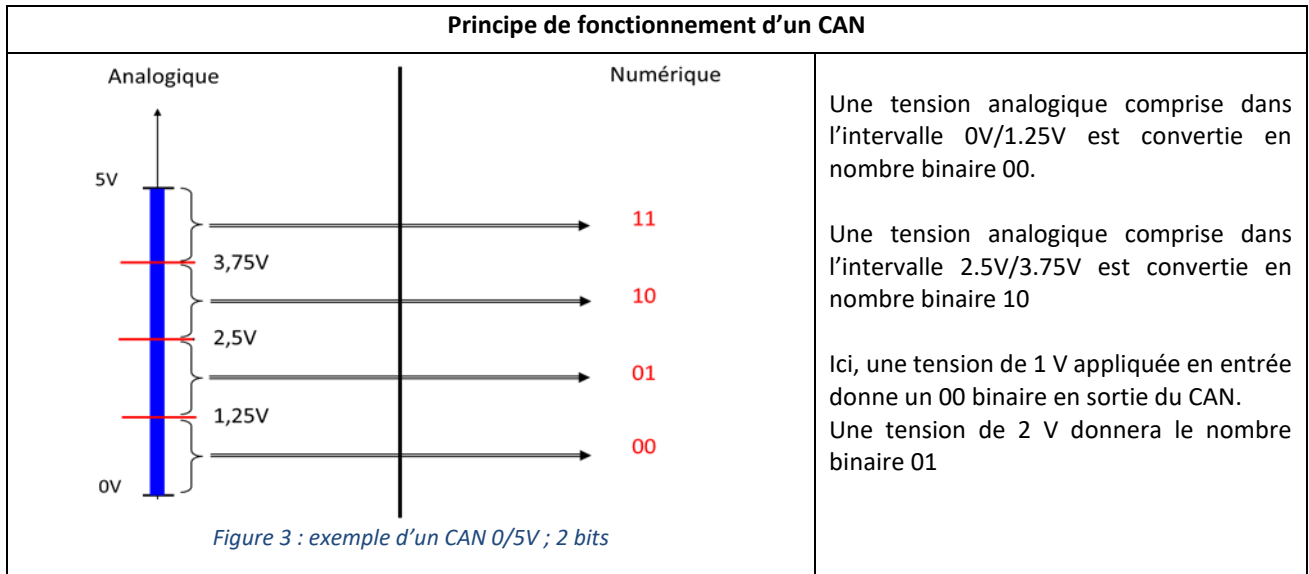 Principe de fonctionnement d’un CAN
Analogique
Numérique
5V
11
3,75V
10
2,5V
01
1,25V
00
0V
Figure 3 : exemple d’un CAN 0/5V ; 2 bits
Une tension analogique comprise dans
l’intervalle 0V/1.25V est convertie en
nombre binaire 00.
Une tension analogique comprise dans
l’intervalle 2.5V/3.75V est convertie en
nombre binaire 10
Ici, une tension de 1 V appliquée en entrée
donne un 00 binaire en sortie du CAN.
Une tension de 2 V donnera le nombre
binaire 01